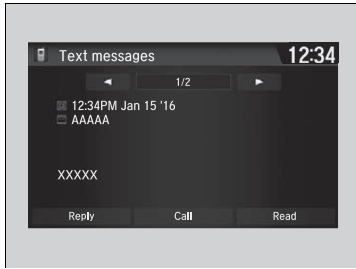 Text messages 12:34
1/2
12:34PM Jan 15 '16
AAAAA
XXXXX
Reply Call Read